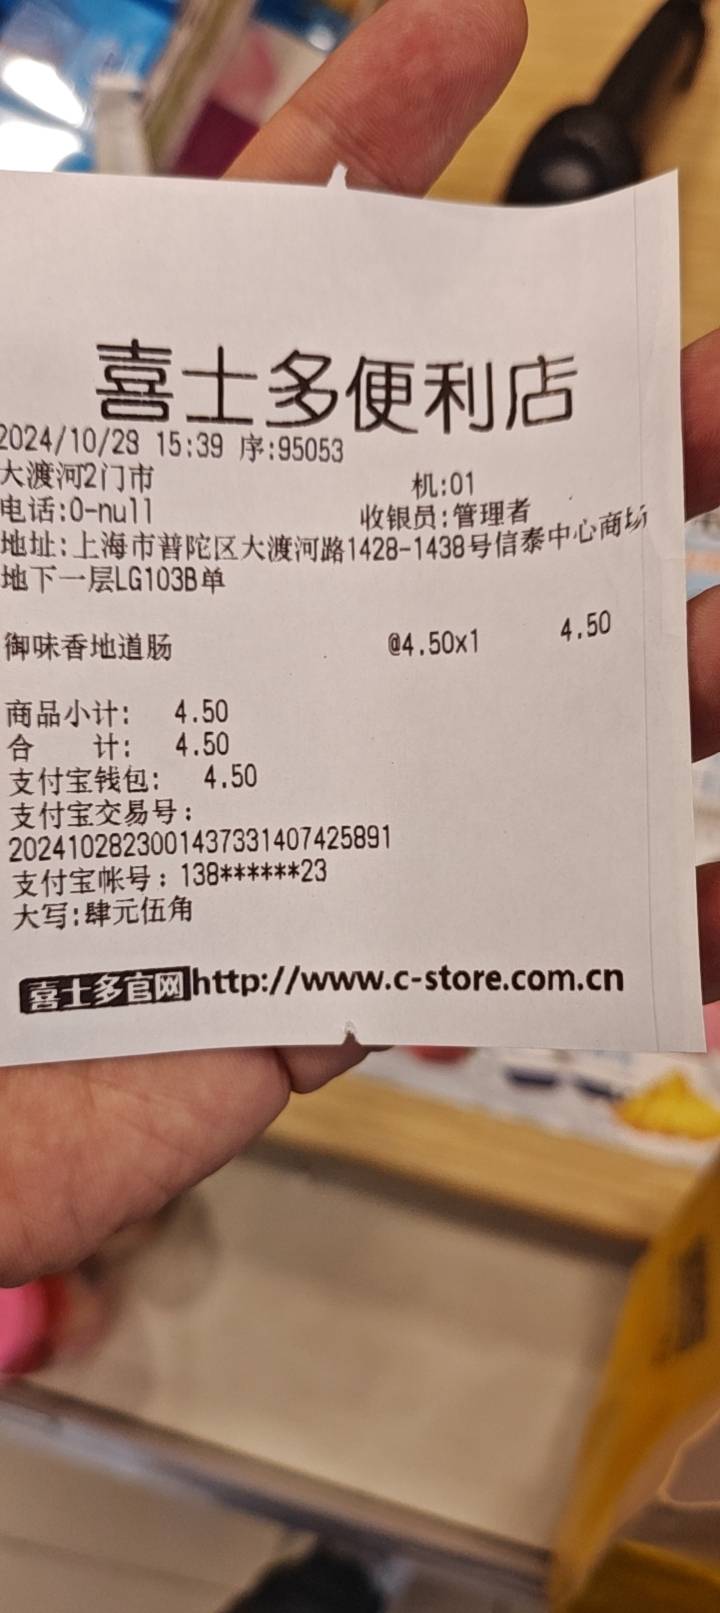 喜士多便利店
2024/10/28 15:39 序:95053
大渡河2门市 机:01
电话:0-null 收银员:管理者
地址:上海市普陀区大渡河路1428-1438号信泰中心商场
地下一层LG103B单
御味香地道肠 @4.50x1 4.50
商品小计: 4.50
合 计: 4.50
支付宝钱包: 4.50
支付宝交易号:
2024102823001437331407425891
支付宝帐号:138******23
大写:肆元伍角
喜士多官网http://www.c-store.com.cn